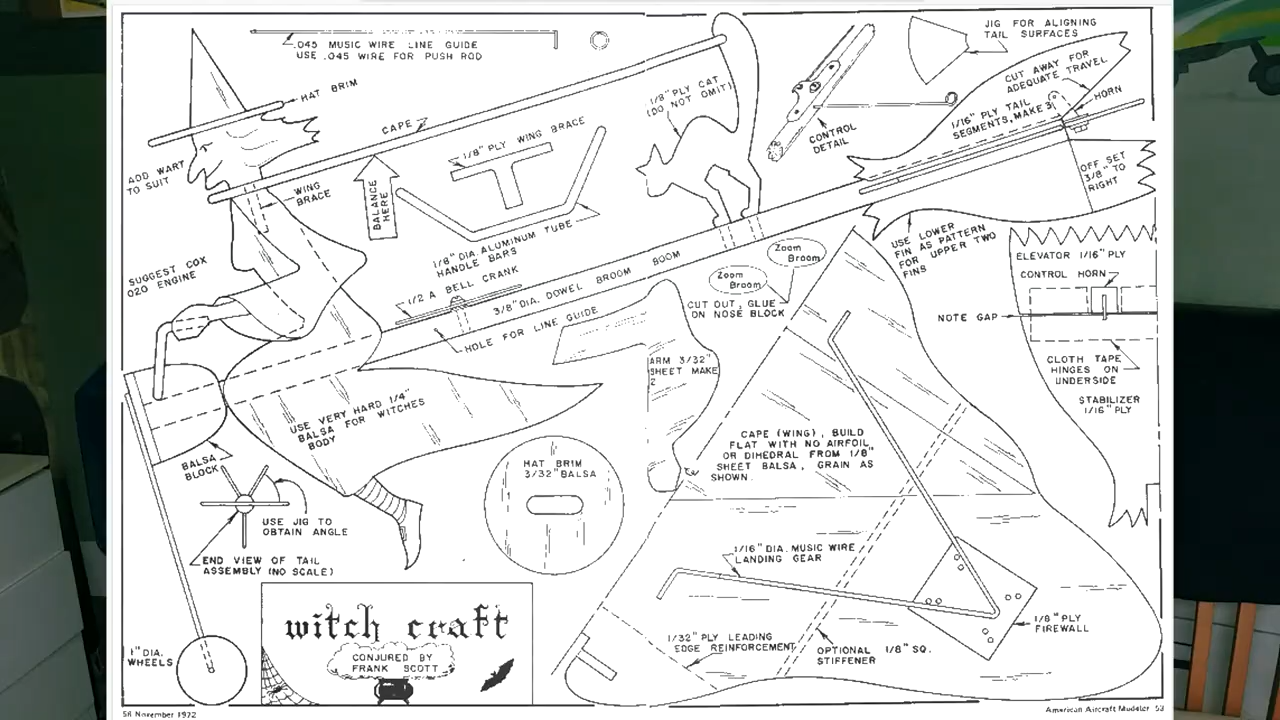 .045 MUSIC WIRE LINE GUIDE
USE .045 WIRE FOR PUSH ROD
HAT BRIM
CAPE
ADD WART
TO SUIT
WING
BRACE
BALANCE
HERE
1/8" PLY WING BRACE
1/8" DIA. ALUMINUM TUBE
HANDLE BARS
1/8" PLY CAT
(DO NOT OMIT)
CONTROL
DETAIL
JIG FOR ALIGNING
TAIL SURFACES
CUT AWAY FOR
ADEQUATE TRAVEL
HORN
1/16" PLY TAIL
SEGMENTS, MAKE 3
OFF SET
3/8" TO
RIGHT
USE LOWER
FIN AS PATTERN
FOR UPPER TWO
FINS
SUGGEST COX
020 ENGINE
1/2 A BELL CRANK
3/8" DIA. DOWEL BROOM BOOM
HOLE FOR LINE GUIDE
Zoom
Broom
Zoom
Broom
CUT OUT, GLUE
ON NOSE BLOCK
ELEVATOR 1/16" PLY
CONTROL HORN
NOTE GAP
CLOTH TAPE
HINGES ON
UNDERSIDE
STABILIZER
1/16" PLY
ARM 3/32"
SHEET MAKE
2
USE VERY HARD 1/4"
BALSA FOR WITCHES
BODY
BALSA
BLOCK
HAT BRIM
3/32" BALSA
CAPE (WING), BUILD
FLAT WITH NO AIRFOIL
OR DIHEDRAL FROM 1/8"
SHEET BALSA, GRAIN AS
SHOWN.
USE JIG TO
OBTAIN ANGLE
END VIEW OF TAIL
ASSEMBLY (NO SCALE)
1/16" DIA. MUSIC WIRE
LANDING GEAR
1/8" PLY
FIREWALL
1/32" PLY LEADING
EDGE REINFORCEMENT
OPTIONAL 1/8" SQ.
STIFFENER
1" DIA.
WHEELS
witch craft
CONJURED BY
FRANK SCOTT
58 November 1972
American Aircraft Modeler 59